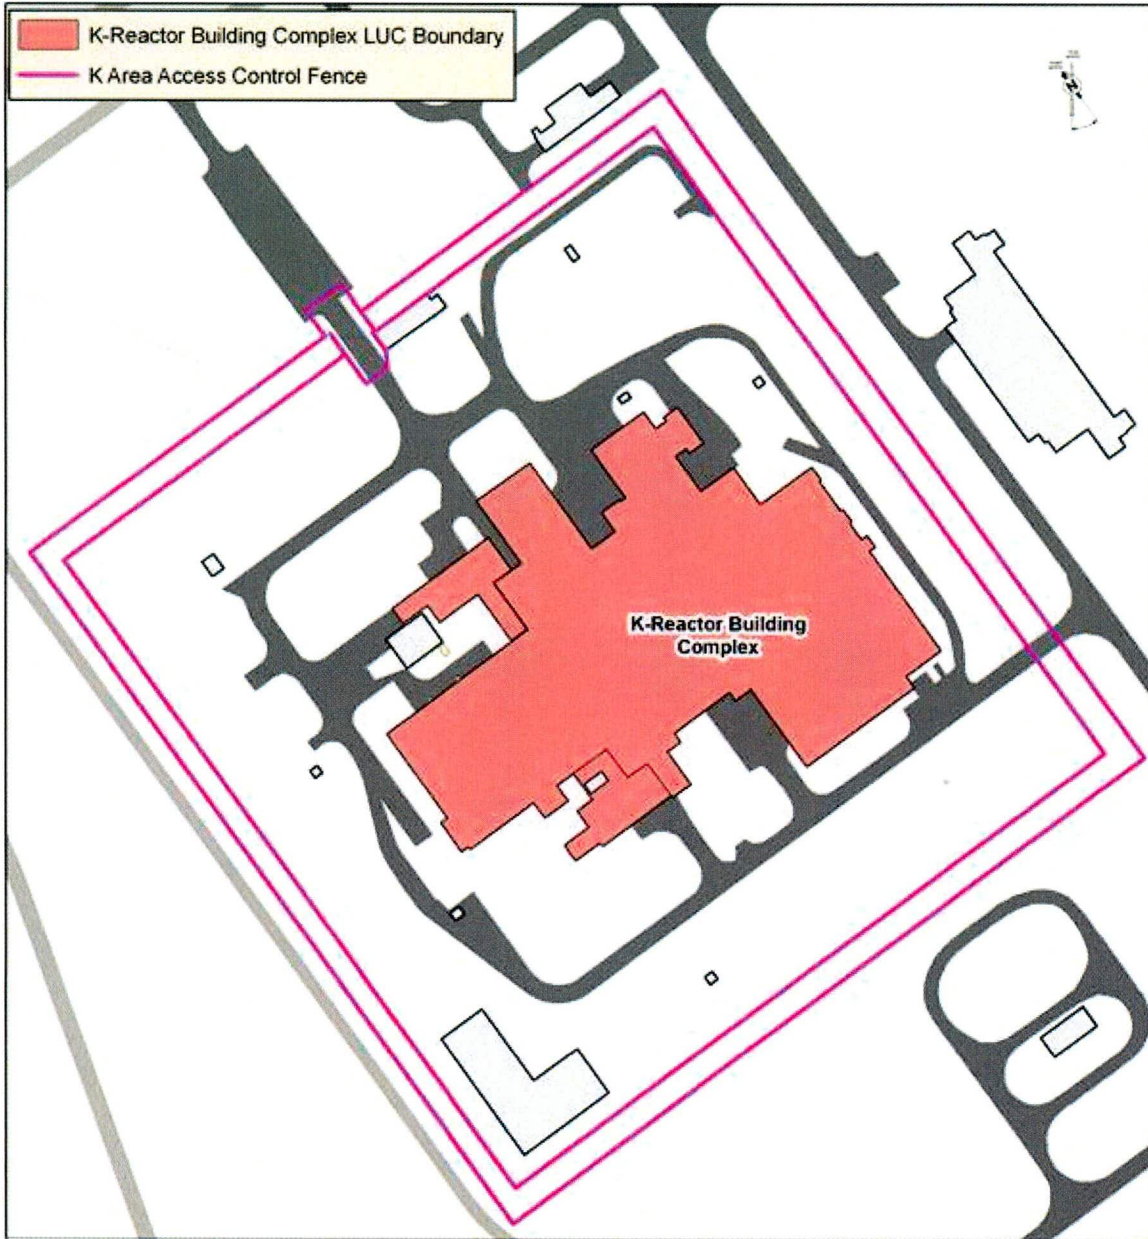 K-Reactor Building Complex LUC Boundary
K Area Access Control Fence
K-Reactor Building
Complex